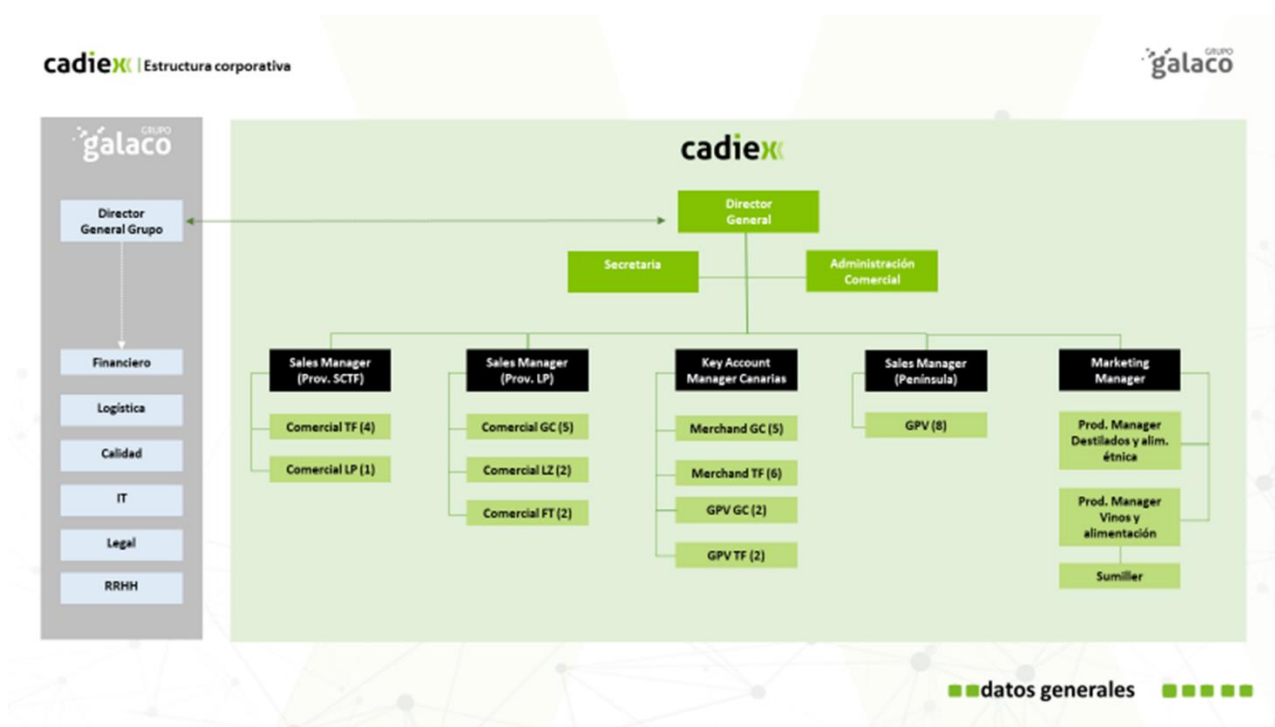 cadiex | Estructura corporativa
GRUPO
galaco
GRUPO
galaco
cadiex
Director
General Grupo
Director
General
Secretaria
Administración
Comercial
Financiero
Logística
Calidad
IT
Legal
RRHH
Sales Manager
(Prov. SCTF)
Comercial TF (4)
Comercial LP (1)
Sales Manager
(Prov. LP)
Comercial GC (5)
Comercial LZ (2)
Comercial FT (2)
Key Account
Manager Canarias
Merchand GC (5)
Merchand TF (6)
GPV GC (2)
GPV TF (2)
Sales Manager
(Península)
GPV (8)
Marketing
Manager
Prod. Manager
Destilados y alim.
étnica
Prod. Manager
Vinos y
alimentación
Sumiller
datos generales